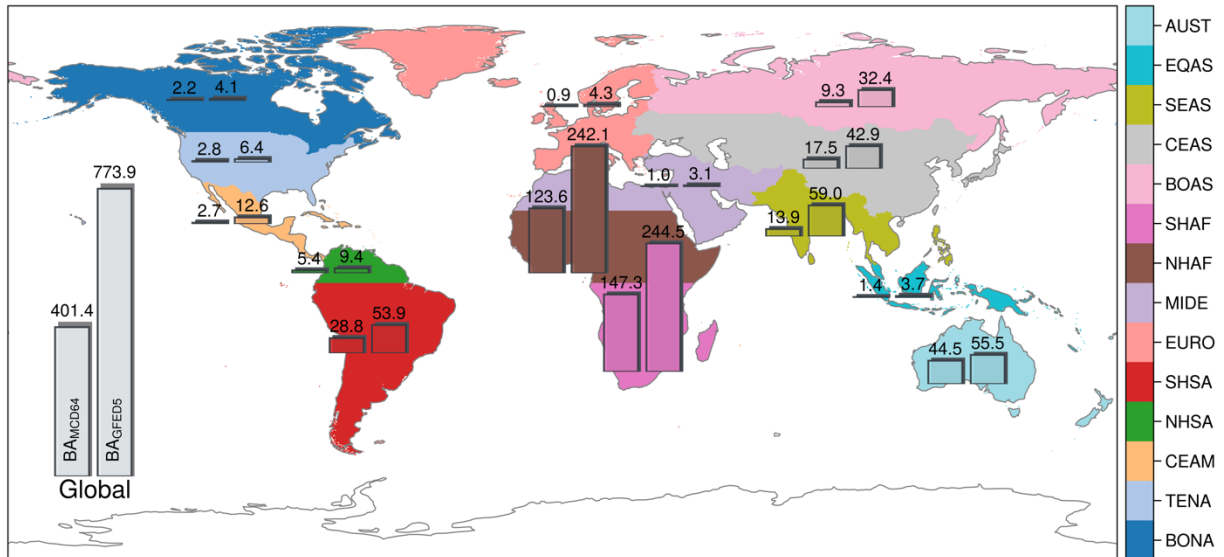 2.2 4.1
2.8 6.4
2.7 12.6
5.4 9.4
28.8 53.9
0.9 4.3
123.6 242.1
1.0 3.1
147.3 244.5
9.3 32.4
17.5 42.9
13.9 59.0
1.4 3.7
44.5 55.5
401.4 773.9
BAMCD64
BAGFED5
Global
AUST
EQAS
SEAS
CEAS
BOAS
SHAF
NHAF
MIDE
EURO
SHSA
NHSA
CEAM
TENA
BONA